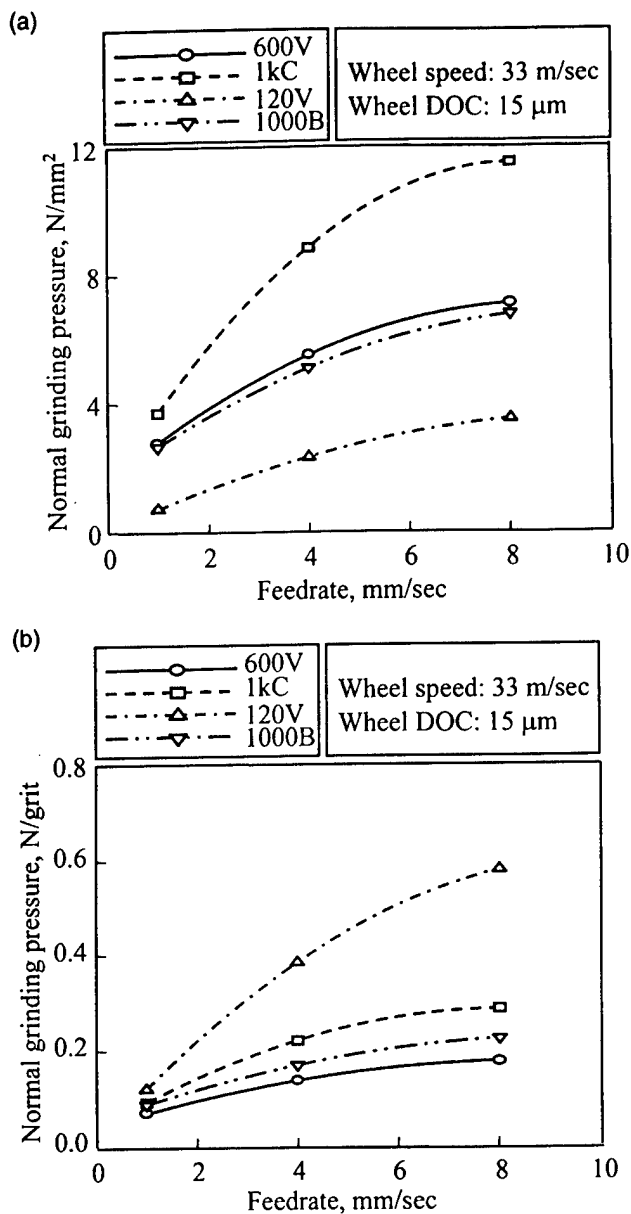 (a)
600V
1kC
120V
1000B
Wheel speed: 33 m/sec
Wheel DOC: 15 μm
Normal grinding pressure, N/mm²
12
8
4
0
0 2 4 6 8 10
Feedrate, mm/sec
(b)
600V
1kC
120V
1000B
Wheel speed: 33 m/sec
Wheel DOC: 15 μm
Normal grinding pressure, N/grit
0.8
0.6
0.4
0.2
0.0
0 2 4 6 8 10
Feedrate, mm/sec